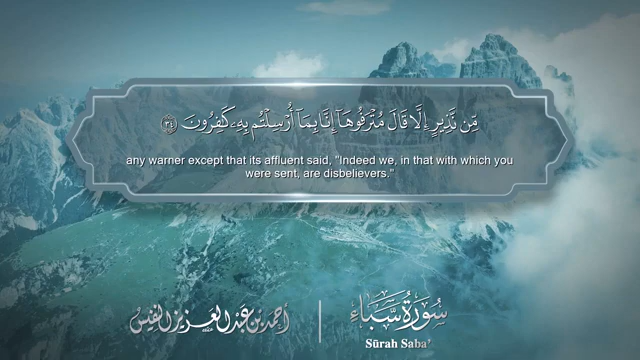 مِّن نَّذِيرٍ إِلَّا قَالَ مُتْرَفُوهَآ إِنَّا بِمَآ أُرْسِلْتُم بِهِۦ كَٰفِرُونَ ٣٤
any warner except that its affluent said, "Indeed we, in that with which you
were sent, are disbelievers."
سُورَةُ سَبَأ
أحمد بن عبد العزيز النفيس
Sūrah Saba'